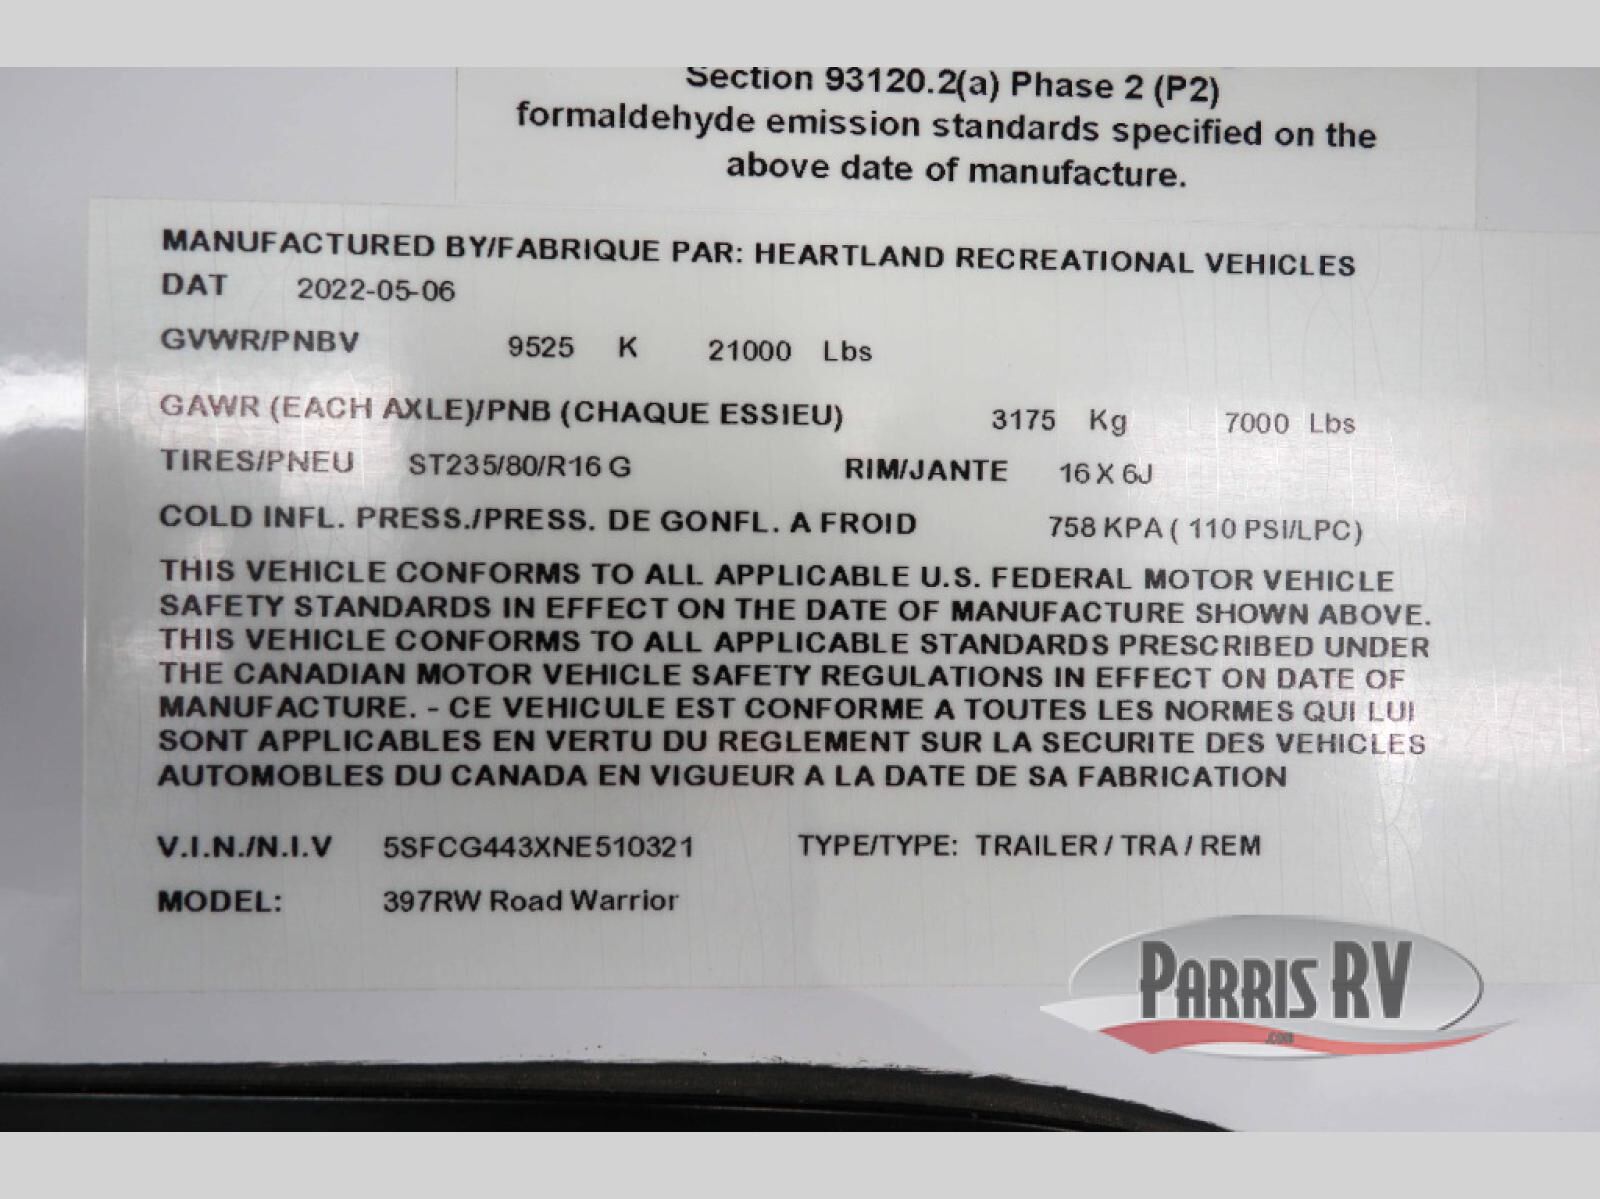 Section 93120.2(a) Phase 2 (P2)
formaldehyde emission standards specified on the
above date of manufacture.
MANUFACTURED BY/FABRIQUE PAR: HEARTLAND RECREATIONAL VEHICLES
DAT 2022-05-06
GVWR/PNBV 9525 K 21000 Lbs
GAWR (EACH AXLE)/PNB (CHAQUE ESSIEU) 3175 Kg 7000 Lbs
TIRES/PNEU ST235/80/R16 G RIM/JANTE 16 X 6J
COLD INFL. PRESS./PRESS. DE GONFL. A FROID 758 KPA ( 110 PSI/LPC)
THIS VEHICLE CONFORMS TO ALL APPLICABLE U.S. FEDERAL MOTOR VEHICLE
SAFETY STANDARDS IN EFFECT ON THE DATE OF MANUFACTURE SHOWN ABOVE.
THIS VEHICLE CONFORMS TO ALL APPLICABLE STANDARDS PRESCRIBED UNDER
THE CANADIAN MOTOR VEHICLE SAFETY REGULATIONS IN EFFECT ON DATE OF
MANUFACTURE. - CE VEHICULE EST CONFORME A TOUTES LES NORMES QUI LUI
SONT APPLICABLES EN VERTU DU REGLEMENT SUR LA SECURITE DES VEHICLES
AUTOMOBLES DU CANADA EN VIGUEUR A LA DATE DE SA FABRICATION
V.I.N./N.I.V 5SFCG443XNE510321 TYPE/TYPE: TRAILER / TRA / REM
MODEL: 397RW Road Warrior
PARRIS RV
.COM